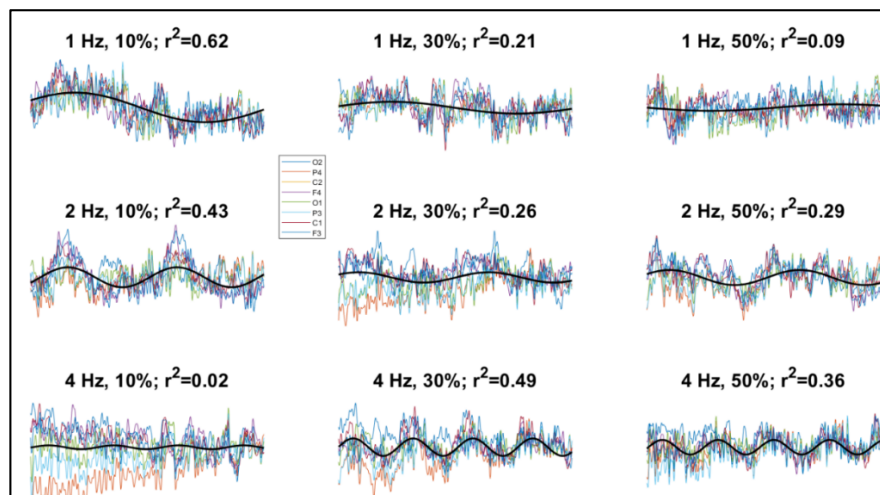 1 Hz, 10%; r²=0.62
1 Hz, 30%; r²=0.21
1 Hz, 50%; r²=0.09
O2
P4
C2
F4
O1
P3
C1
F3
2 Hz, 10%; r²=0.43
2 Hz, 30%; r²=0.26
2 Hz, 50%; r²=0.29
4 Hz, 10%; r²=0.02
4 Hz, 30%; r²=0.49
4 Hz, 50%; r²=0.36